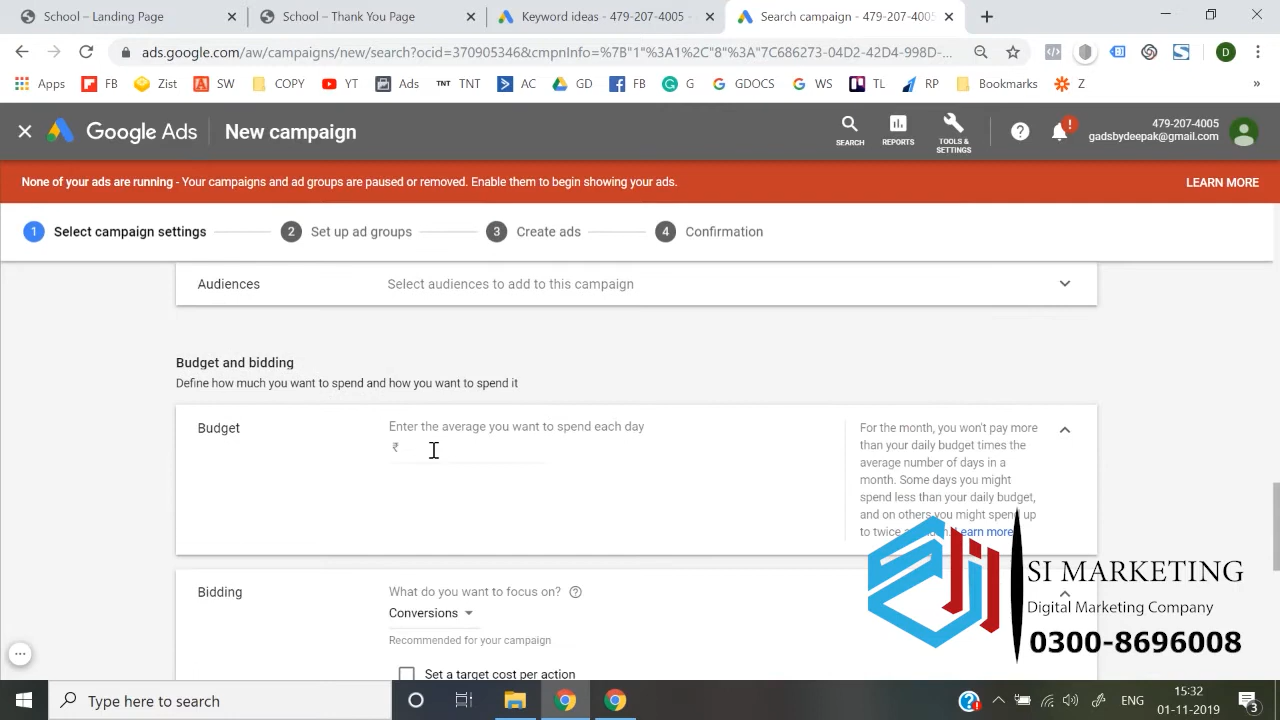 School – Landing Page
School – Thank You Page
Keyword ideas - 479-207-4005 -
Search campaign - 479-207-4005
ads.google.com/aw/campaigns/new/search?ocid=370905346&cmpnInfo=%7B"1"%3A1%2C"8"%3A"7C686273-04D2-42D4-998D-...
D
Apps
FB
Zist
SW
COPY
YT
Ads
TNT TNT
AC
GD
FB
G
GDOCS
WS
TL
RP
Bookmarks
Z
»
Google Ads
New campaign
SEARCH
REPORTS
TOOLS &
SETTINGS
479-207-4005
gadsbydeepak@gmail.com
None of your ads are running - Your campaigns and ad groups are paused or removed. Enable them to begin showing your ads.
LEARN MORE
1 Select campaign settings
2 Set up ad groups
3 Create ads
4 Confirmation
Audiences
Select audiences to add to this campaign
Budget and bidding
Define how much you want to spend and how you want to spend it
Budget
Enter the average you want to spend each day
₹
For the month, you won't pay more
than your daily budget times the
average number of days in a
month. Some days you might
spend less than your daily budget,
and on others you might spend up
to twice
Learn more
Bidding
What do you want to focus on?
Conversions
Recommended for your campaign
Set a target cost per action
SI MARKETING
Digital Marketing Company
0300-8696008
Type here to search
ENG
15:32
01-11-2019
3